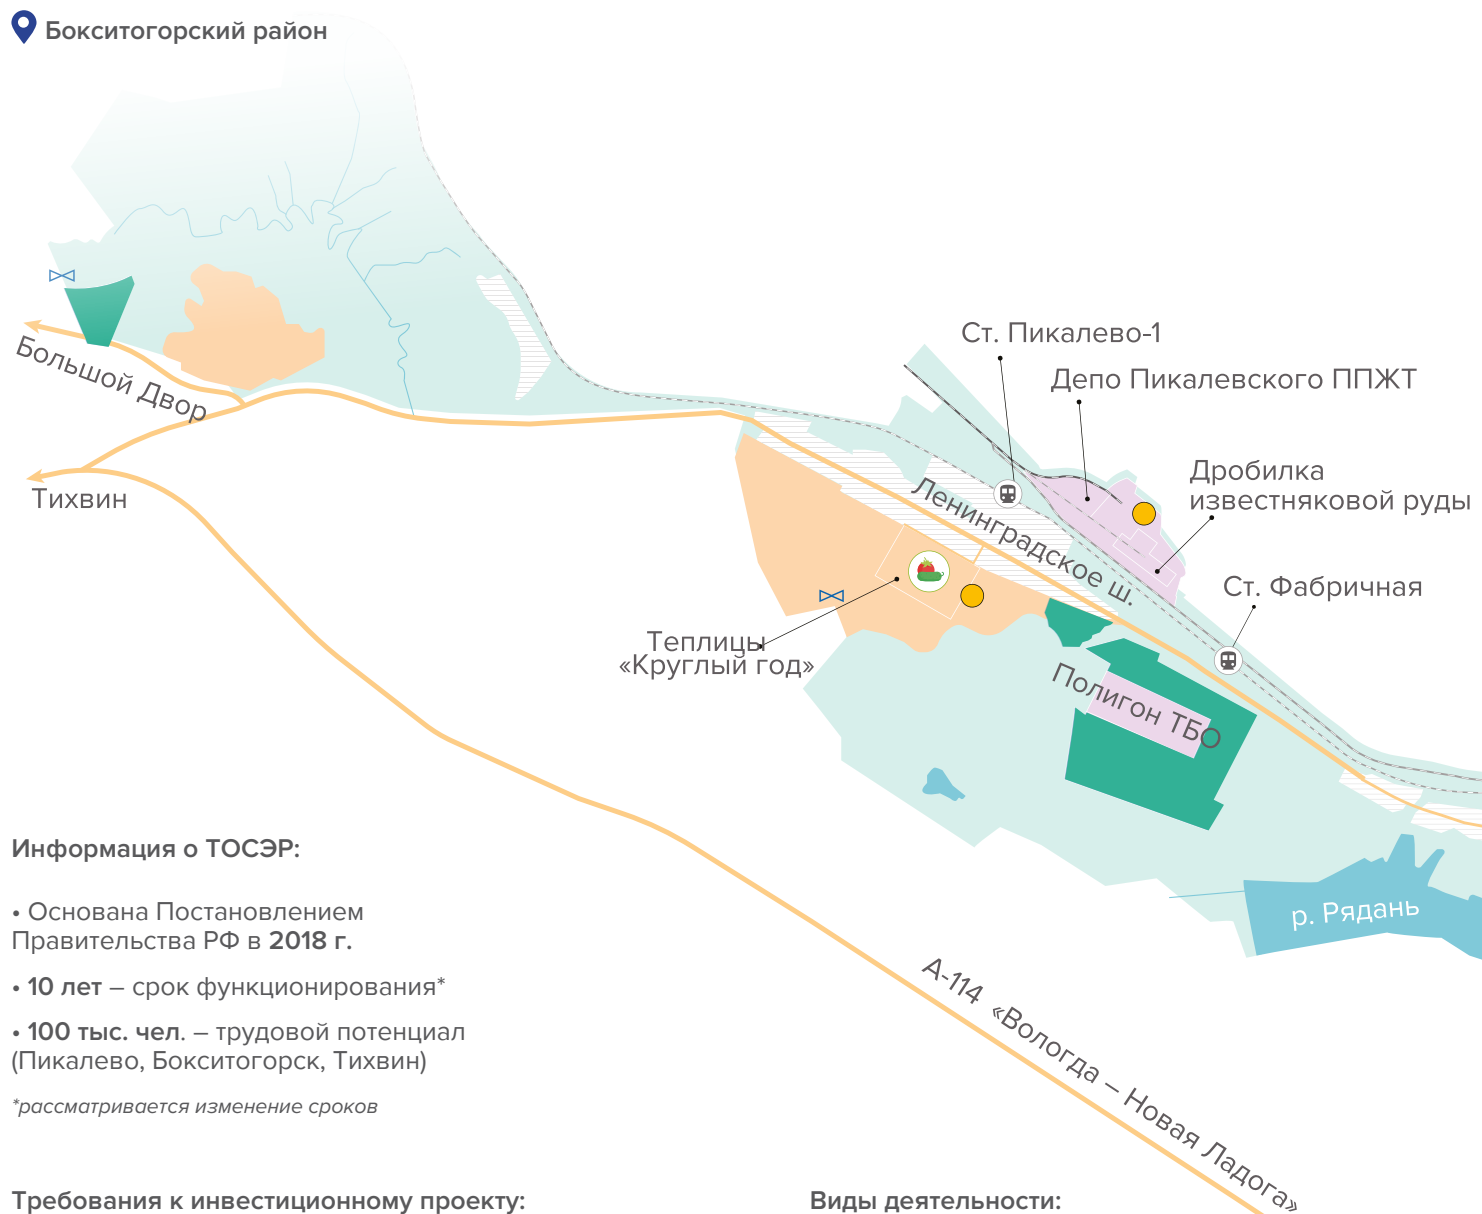 Бокситогорский район
Ст. Пикалево-1
Депо Пикалевского ППЖТ
Большой Двор
Дробилка
известняковой руды
Тихвин
Ленинградское ш.
Ст. Фабричная
Теплицы
«Круглый год»
Полигон ТБО
Информация о ТОСЭР:
• Основана Постановлением
Правительства РФ в 2018 г.
р. Рядань
• 10 лет – срок функционирования*
А-114 «Вологда – Новая Ладога»
• 100 тыс. чел. – трудовой потенциал
(Пикалево, Бокситогорск, Тихвин)
*рассматривается изменение сроков
Требования к инвестиционному проекту:
Виды деятельности: